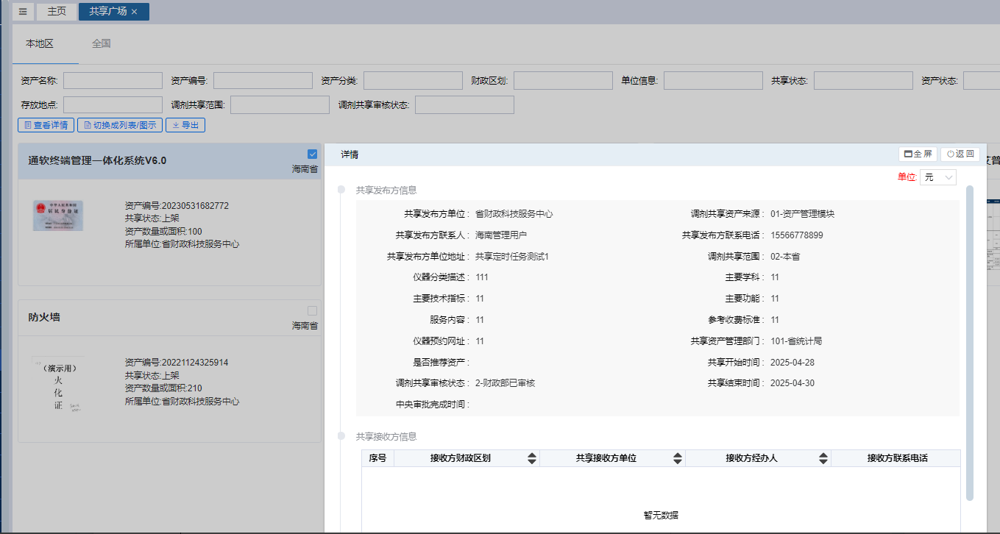 主页 共享广场 ×
本地区 全国
资产名称: 资产编号: 资产分类: 财政区划: 单位信息: 共享状态: 资产状态:
存放地点: 调剂共享范围: 调剂共享审核状态:
查看详情 切换成列表/图示 导出
通软终端管理一体化系统V6.0
海南省
中华人民共和国
居民身份证
资产编号:20230531682772
共享状态:上架
资产数量或面积:100
所属单位:省财政科技服务中心
防火墙
海南省
(演示用)
火
化
证
资产编号:20221124325914
共享状态:上架
资产数量或面积:210
所属单位:省财政科技服务中心
详情 全屏 返回
单位: 元
共享发布方信息
共享发布方单位: 省财政科技服务中心 调剂共享资产来源: 01-资产管理模块
共享发布方联系人: 海南管理用户 共享发布方联系电话: 15566778899
共享发布方单位地址: 共享定时任务测试1 调剂共享范围: 02-本省
仪器分类描述: 111 主要学科: 11
主要技术指标: 11 主要功能: 11
服务内容: 11 参考收费标准: 11
仪器预约网址: 11 共享资产管理部门: 101-省统计局
是否推荐资产: 共享开始时间: 2025-04-28
调剂共享审核状态: 2-财政部已审核 共享结束时间: 2025-04-30
中央审批完成时间:
共享接收方信息
序号 接收方财政区划 共享接收方单位 接收方经办人 接收方联系电话
暂无数据